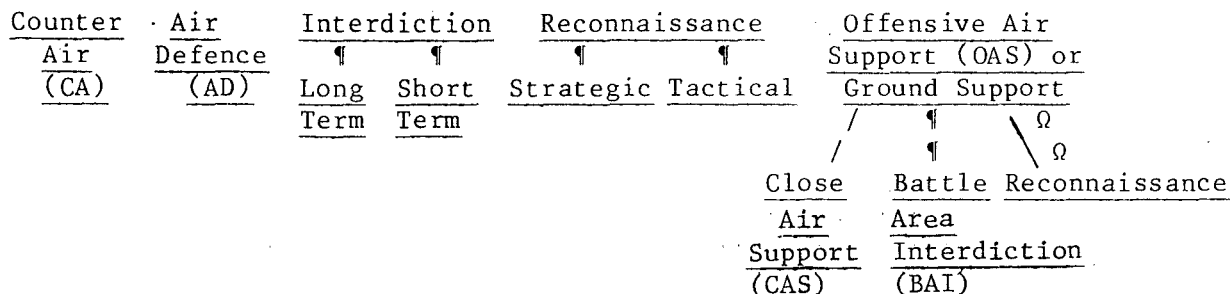 Counter Air Interdiction Reconnaissance Offensive Air
Air Defence ¶ ¶ ¶ ¶ Support (OAS) or
(CA) (AD) Long Short Strategic Tactical Ground Support
Term Term / ¶ \ Ω
/ ¶ \ Ω
Close Battle Reconnaissance
Air Area
Support Interdiction
(CAS) (BAI)